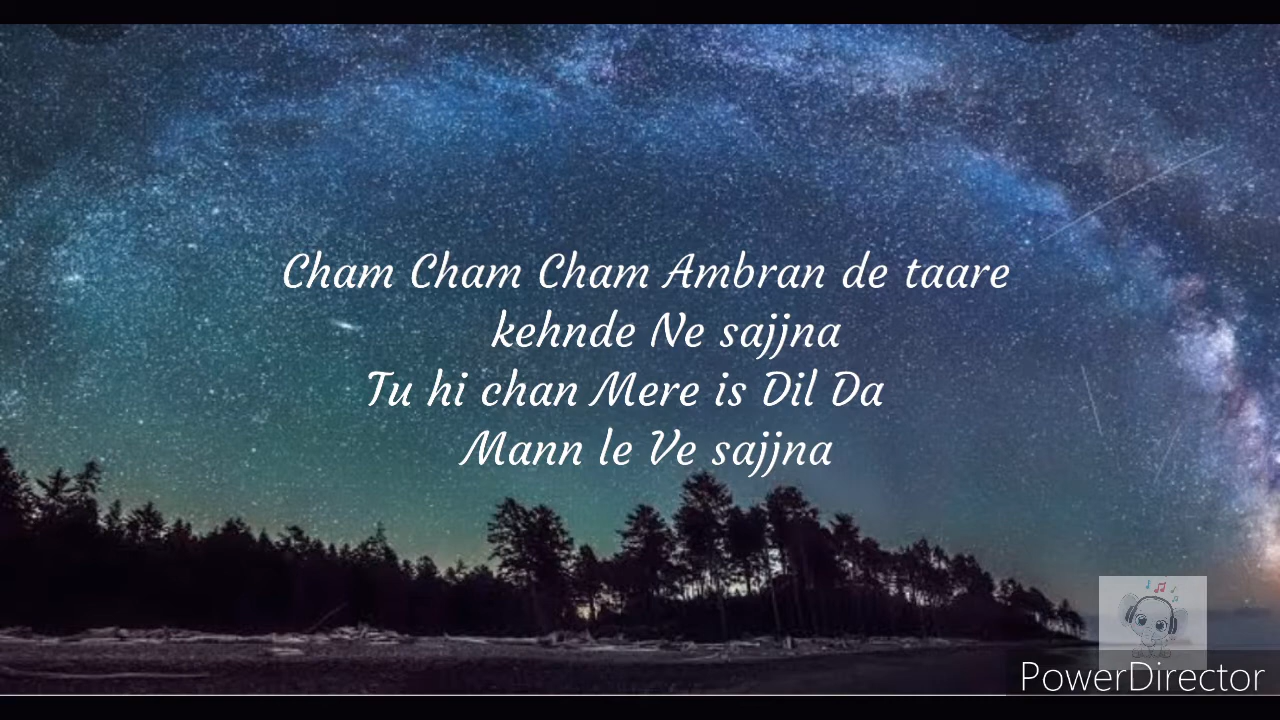 Cham Cham Cham Ambran de taare
kehnde Ne sajjna
Tu hi chan Mere is Dil Da
Mann le Ve sajjna
PowerDirector